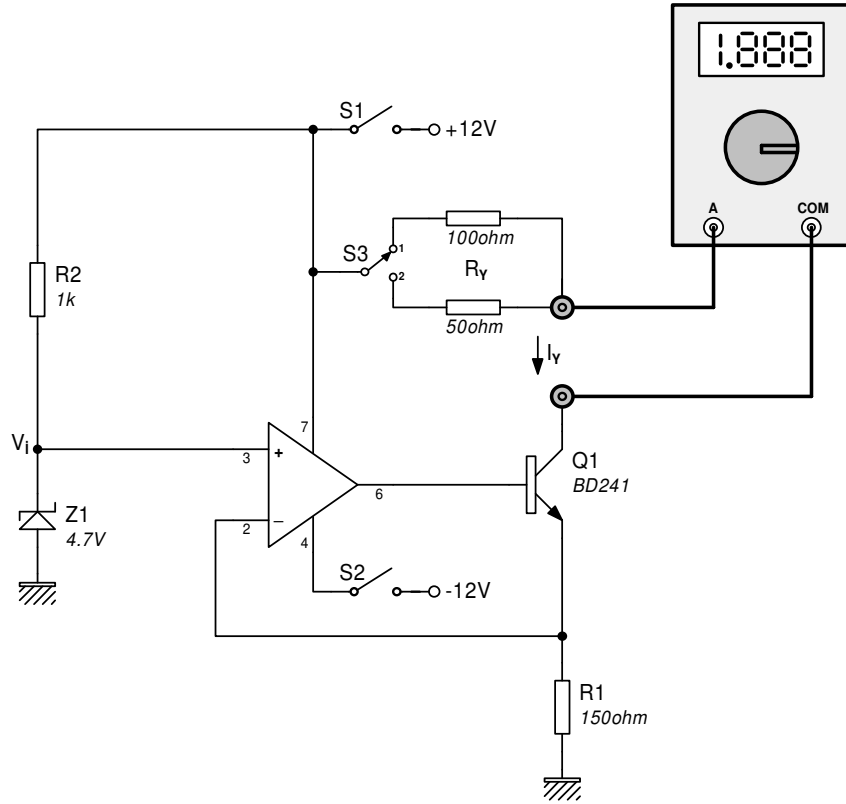 1.888
S1
+12V
A
COM
1
100ohm
S3
R2
1k
RY
2
50ohm
IY
7
Vi
3
+
Q1
BD241
6
Z1
4.7V
2
−
4
S2
-12V
R1
150ohm